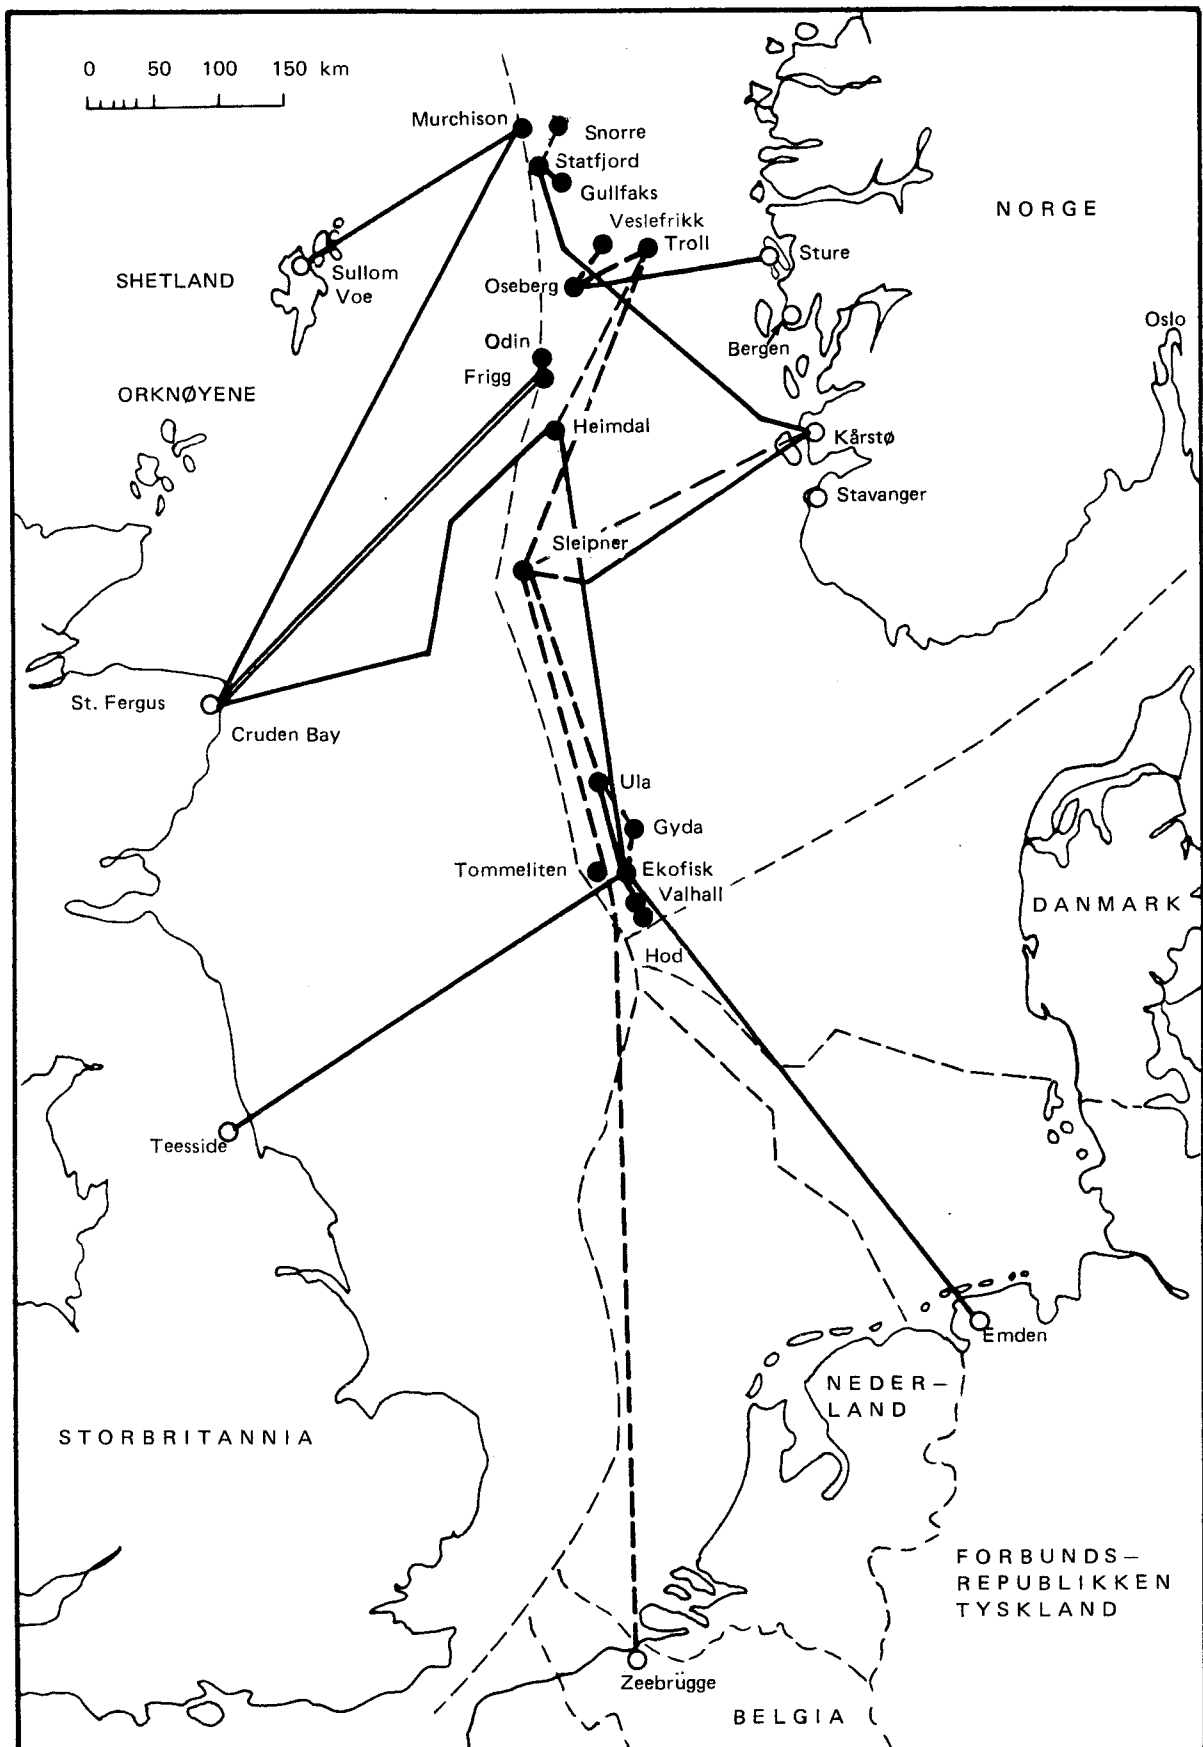 0 50 100 150 km
Murchison
Snorre
Statfjord
Gullfaks
NORGE
Veslefrikk
Troll
Sture
SHETLAND
Sullom
Voe
Oseberg
Oslo
Odin
Bergen
Frigg
ORKNØYENE
Heimdal
Kårstø
Stavanger
Sleipner
St. Fergus
Cruden Bay
Ula
Gyda
Tommeliten
Ekofisk
Valhall
DANMARK
Hod
Teesside
Emden
NEDER–
LAND
STORBRITANNIA
FORBUNDS–
REPUBLIKKEN
TYSKLAND
Zeebrügge
BELGIA